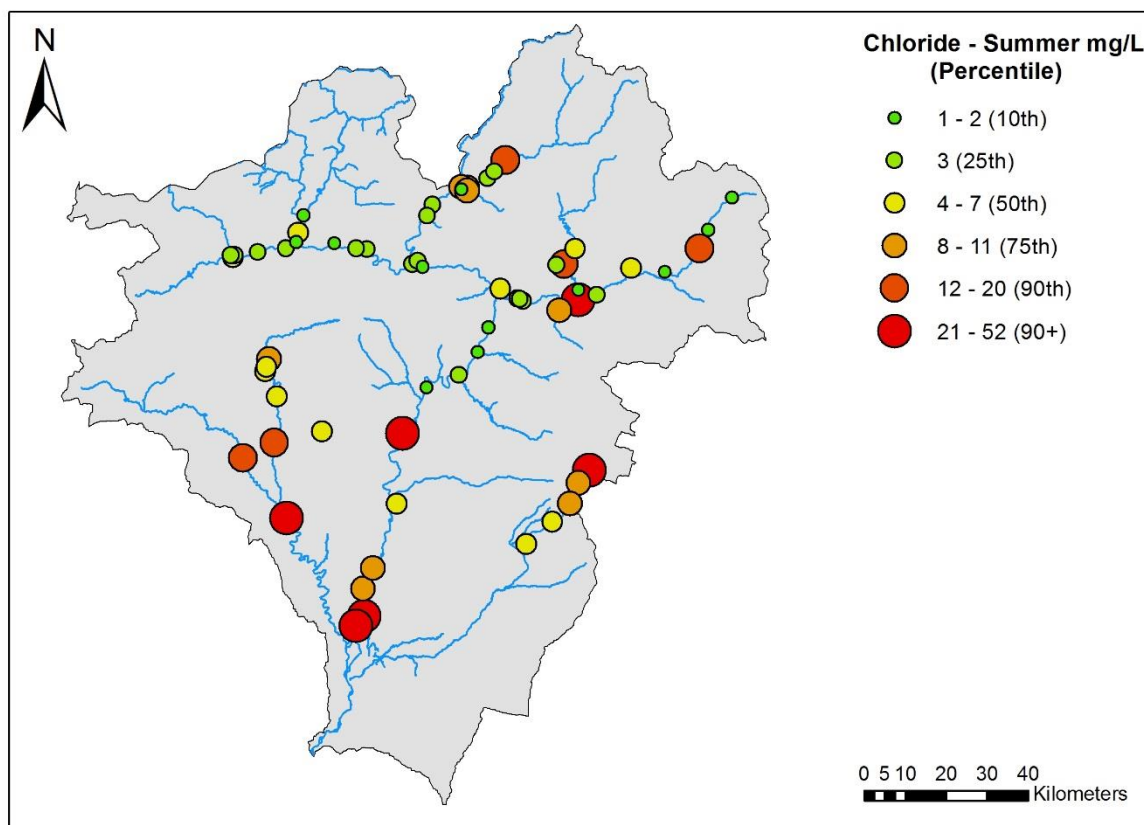 N
Chloride - Summer mg/L
(Percentile)
1 - 2 (10th)
3 (25th)
4 - 7 (50th)
8 - 11 (75th)
12 - 20 (90th)
21 - 52 (90+)
0 5 10 20 30 40
Kilometers